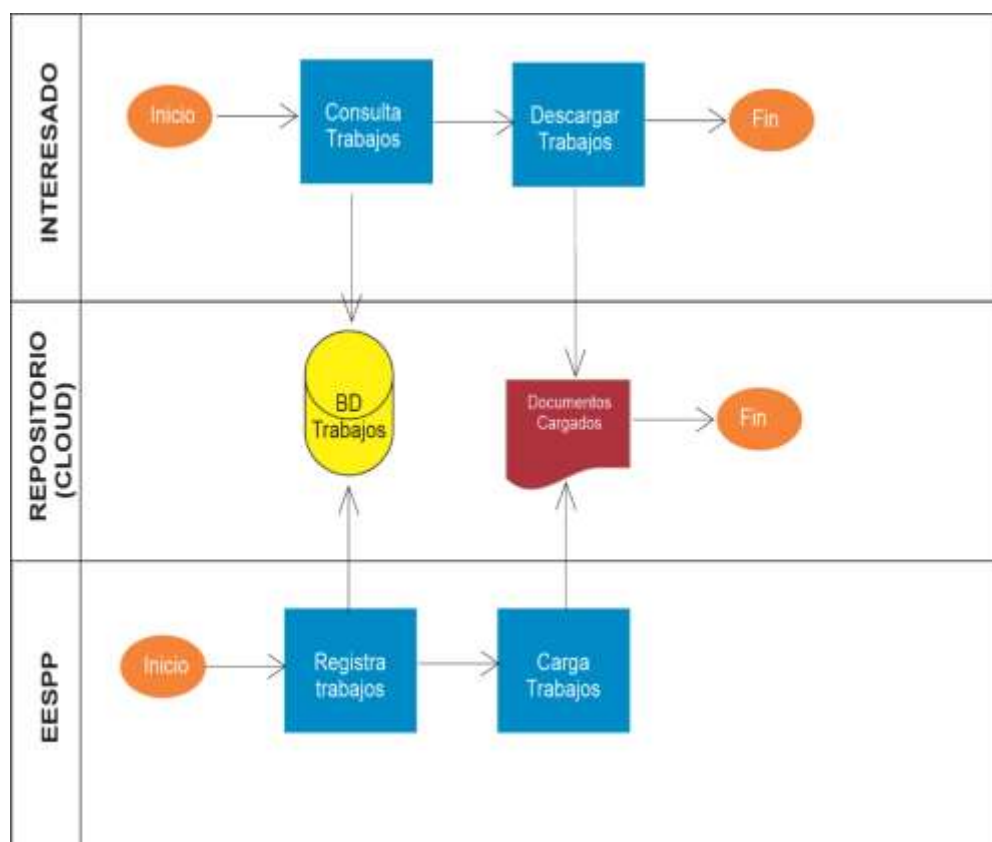 INTERESADO
Inicio
Consulta
Trabajos
Descargar
Trabajos
Fin
REPOSITORIO
(CLOUD)
BD
Trabajos
Documentos
Cargados
Fin
EESPP
Inicio
Registra
trabajos
Carga
Trabajos